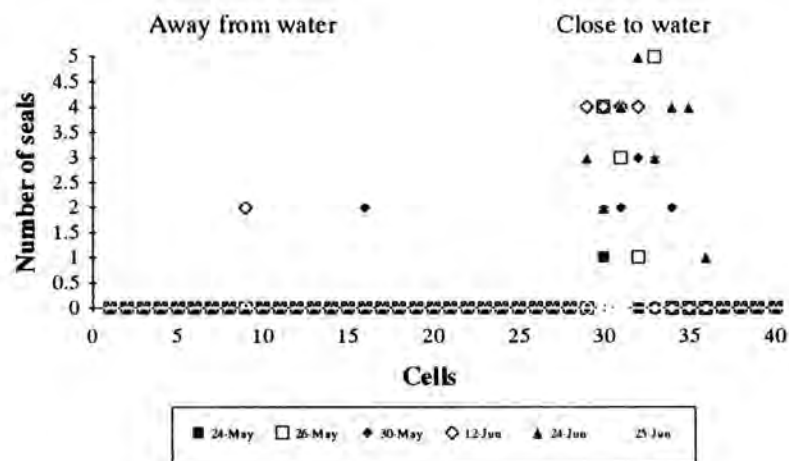 Away from water Close to water
5
4.5
4
3.5
3
2.5
2
1.5
1
0.5
0
Number of seals
0 5 10 15 20 25 30 35 40
Cells
24-May 26-May 30-May 12-Jun 24-Jun 25-Jun